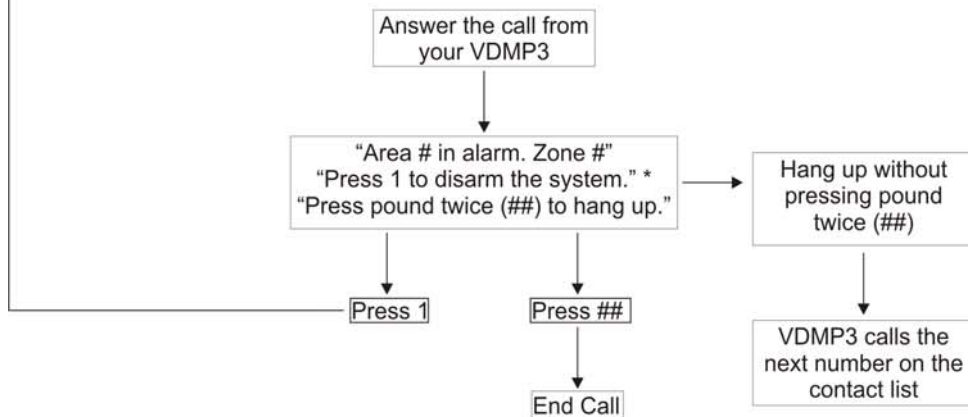 Answer the call from
your VDMP3
“Area # in alarm. Zone #”
“Press 1 to disarm the system.” *
“Press pound twice (##) to hang up.”
Hang up without
pressing pound
twice (##)
Press 1
Press ##
VDMP3 calls the
next number on the
contact list
End Call